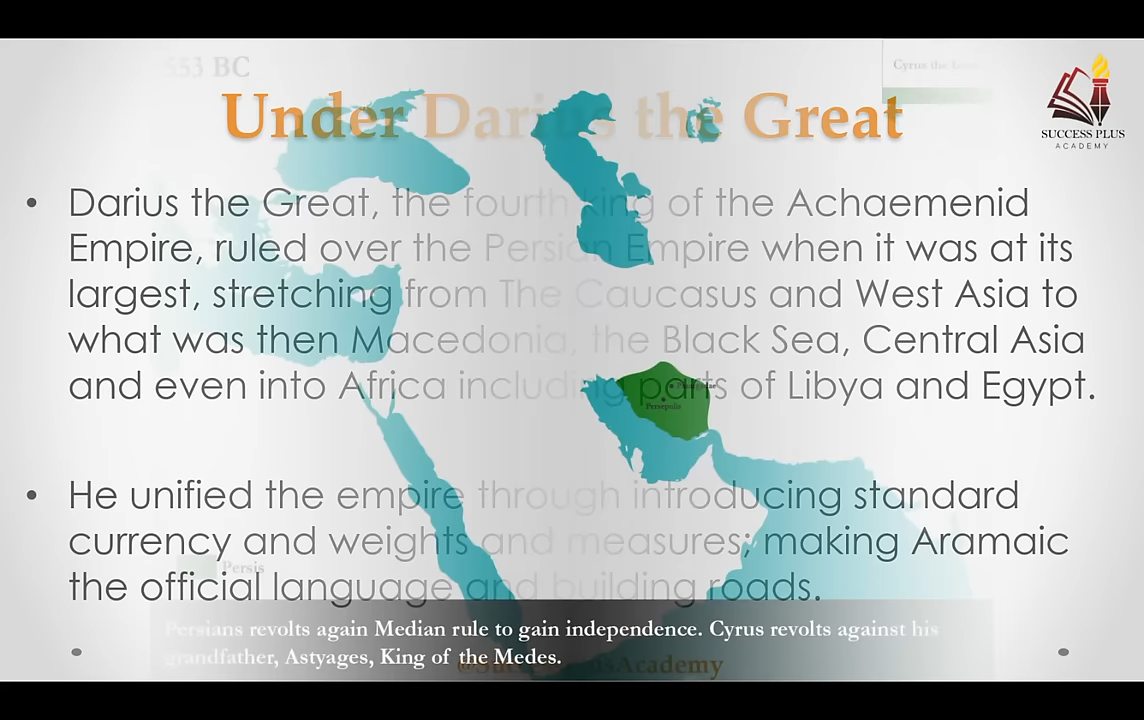 553 BC
Cyrus the Great
Under Darius the Great
SUCCESS PLUS
ACADEMY
• Darius the Great, the fourth king of the Achaemenid
Empire, ruled over the Persian Empire when it was at its
largest, stretching from The Caucasus and West Asia to
what was then Macedonia, the Black Sea, Central Asia
and even into Africa including parts of Libya and Egypt.
Pasargadae
Persepolis
• He unified the empire through introducing standard
currency and weights and measures; making Aramaic
the official language and building roads.
Persis
Persians revolts again Median rule to gain independence. Cyrus revolts against his
grandfather, Astyages, King of the Medes.
@SuccessPlusAcademy